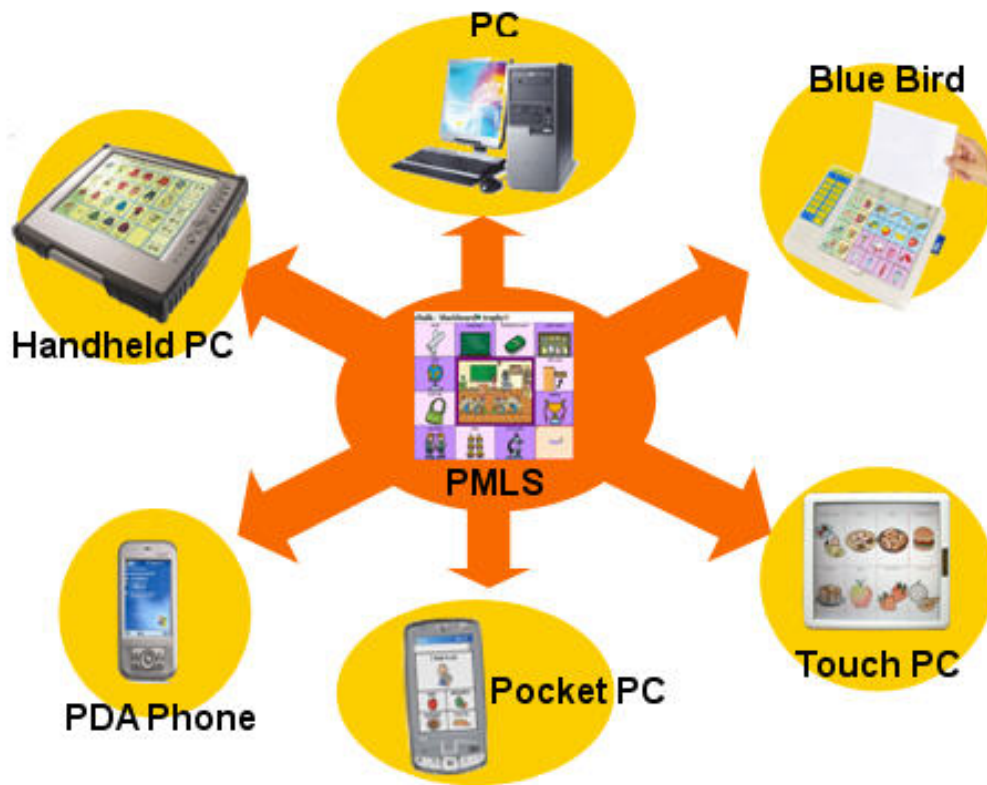 PC
Blue Bird
Handheld PC
PMLS
PDA Phone
Pocket PC
Touch PC